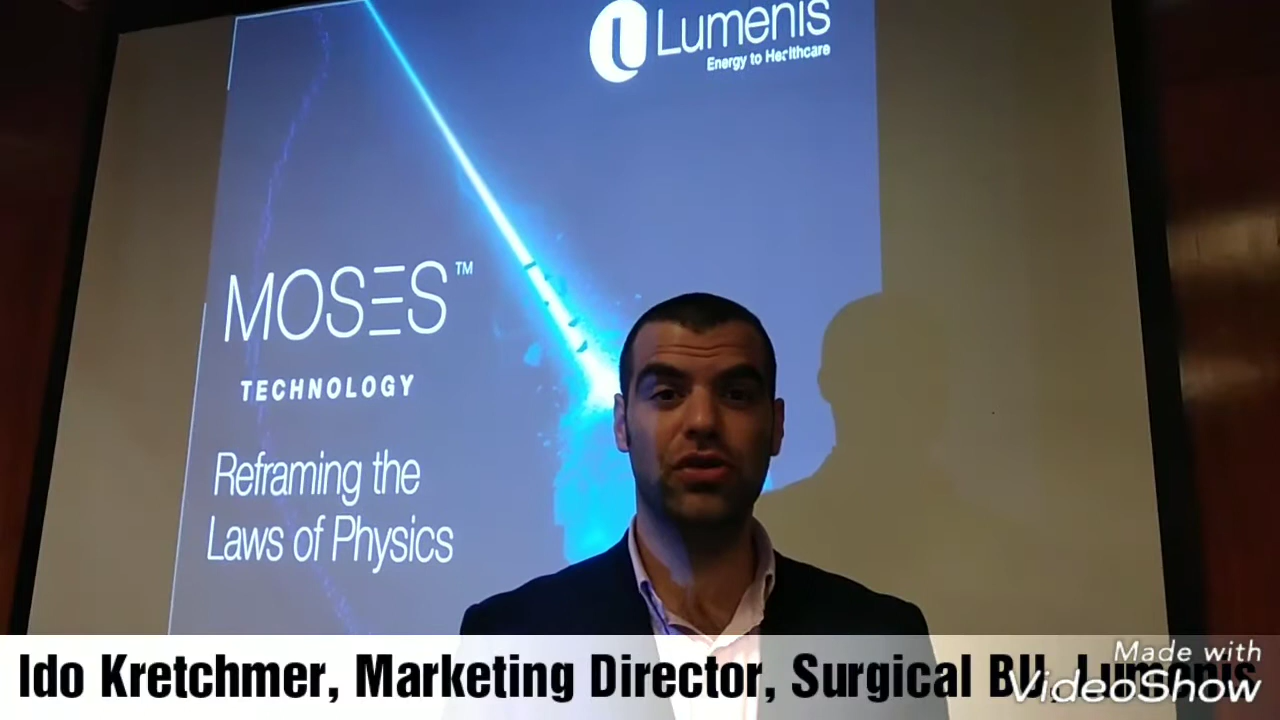 Lumenis
Energy to Healthcare
MOSES™
TECHNOLOGY
Reframing the
Laws of Physics
Made with
VideoShow
Ido Kretchmer, Marketing Director, Surgical BU, Lumenis